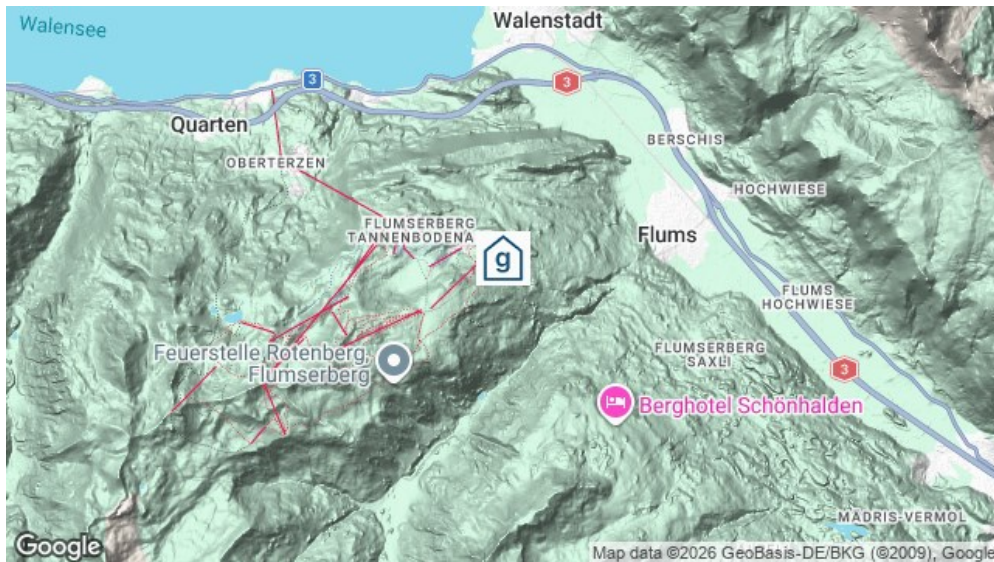 Walensee
Walenstadt
3
3
Quarten
BERSCHIS
OBERTERZEN
HOCHWIESE
FLUMSERBERG
TANNENBODENA
Flums
g
FLUMS
HOCHWIESE
Feuerstelle Rotenberg,
Flumserberg
FLUMSERBERG
SAXLI
3
Berghotel Schönhalden
MÄDRIS-VERMOL
Google
Map data ©2026 GeoBasis-DE/BKG (©2009), Google